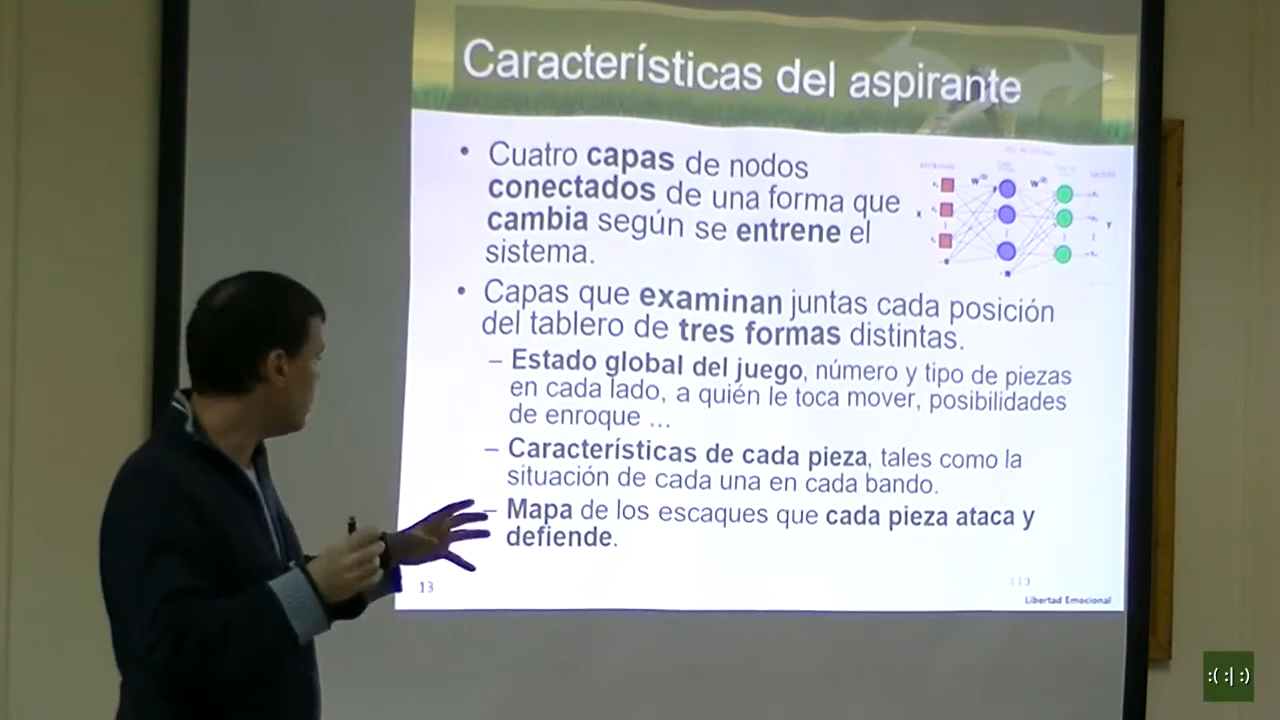 Características del aspirante
• Cuatro capas de nodos
conectados de una forma que
cambia según se entrene el
sistema.
• Capas que examinan juntas cada posición
del tablero de tres formas distintas.
– Estado global del juego, número y tipo de piezas
en cada lado, a quién le toca mover, posibilidades
de enroque ...
– Características de cada pieza, tales como la
situación de cada una en cada bando.
– Mapa de los escaques que cada pieza ataca y
defiende.
13
Libertad Emocional
:( :| :)